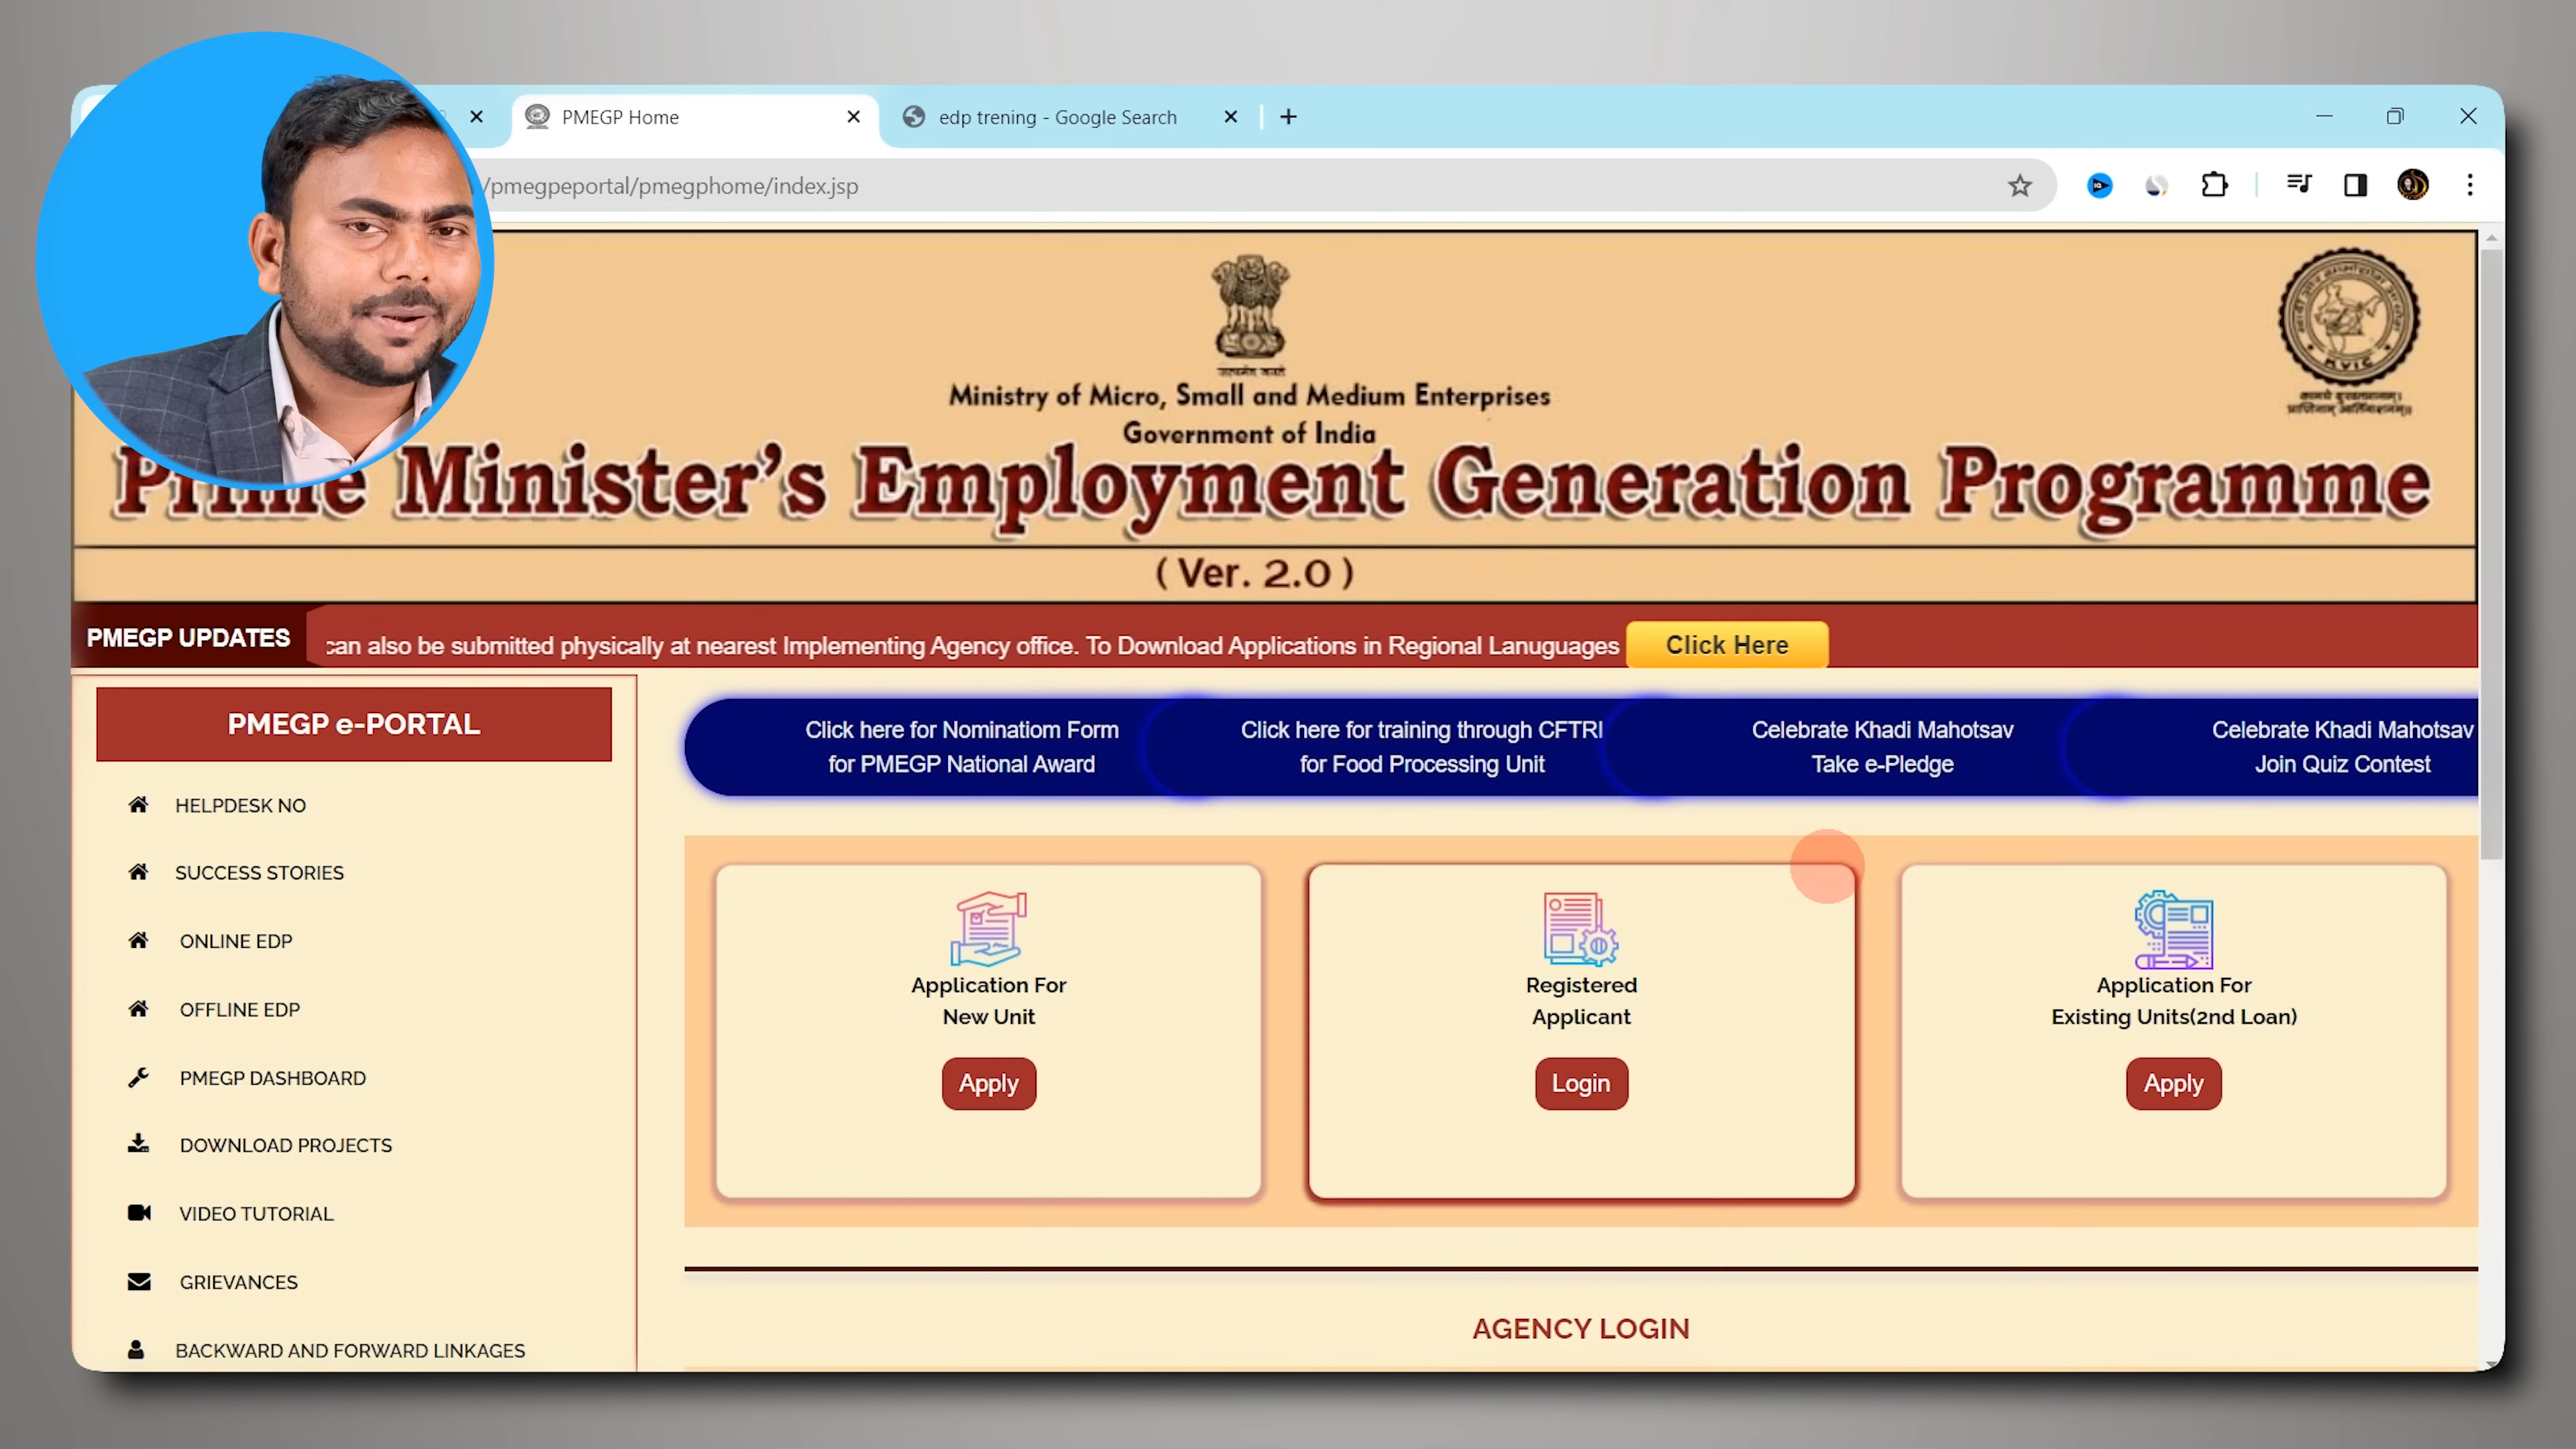 PMEGP Home
edp trening - Google Search
/pmegpeportal/pmegphome/index.jsp
सत्यमेव जयते
Ministry of Micro, Small and Medium Enterprises
Government of India
KVIC
Prime Minister's Employment Generation Programme
( Ver. 2.0 )
PMEGP UPDATES
can also be submitted physically at nearest Implementing Agency office. To Download Applications in Regional Lanuguages
Click Here
PMEGP e-PORTAL
HELPDESK NO
SUCCESS STORIES
ONLINE EDP
OFFLINE EDP
PMEGP DASHBOARD
DOWNLOAD PROJECTS
VIDEO TUTORIAL
GRIEVANCES
BACKWARD AND FORWARD LINKAGES
Click here for Nominatiom Form
for PMEGP National Award
Click here for training through CFTRI
for Food Processing Unit
Celebrate Khadi Mahotsav
Take e-Pledge
Celebrate Khadi Mahotsav
Join Quiz Contest
Application For
New Unit
Apply
Registered
Applicant
Login
Application For
Existing Units(2nd Loan)
Apply
AGENCY LOGIN